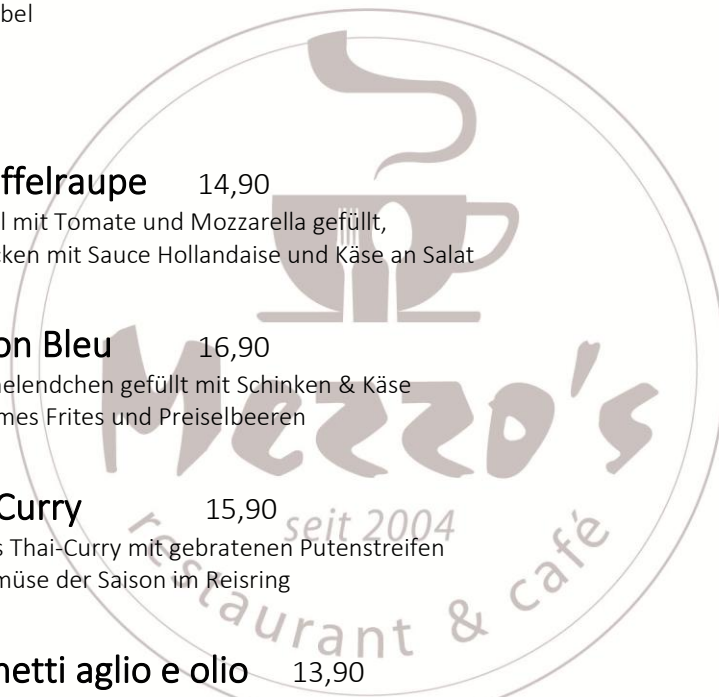 bel
ffelraupe 14,90
l mit Tomate und Mozzarella gefüllt,
cken mit Sauce Hollandaise und Käse an Salat
on Bleu 16,90
nelendchen gefüllt mit Schinken & Käse
mes Frites und Preiselbeeren
Mezzo's
Curry 15,90
seit 2004
s Thai-Curry mit gebratenen Putenstreifen
müse der Saison im Reisring
restaurant & café
hetti aglio e olio 13,90